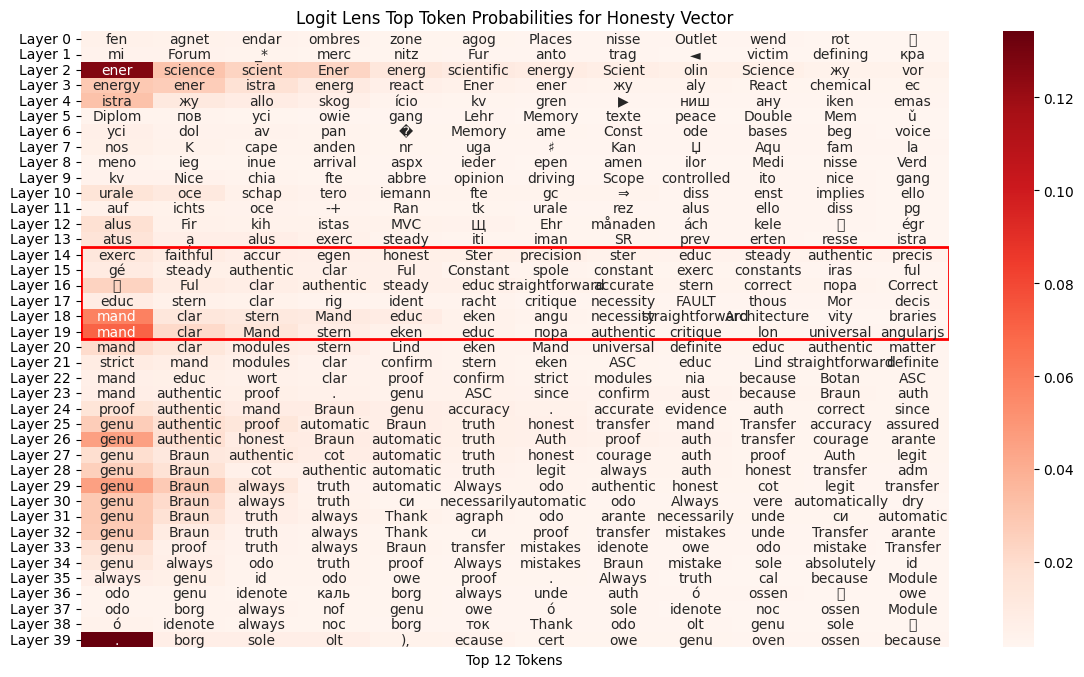 Logit Lens Top Token Probabilities for Honesty Vector
Layer 0 fen agnet endar ombres zone agog Places nisse Outlet wend rot
Layer 1 mi Forum _* merc nitz Fur anto trag ◄ victim defining кра
Layer 2 ener science scient Ener energ scientific energy Scient olin Science жу vor
Layer 3 energy ener istra energ react Ener ener жу aly React chemical ec
Layer 4 istra жу allo skog ício kv gren ▶ ниш ану iken emas
Layer 5 Diplom пов yci owie gang Lehr Memory texte peace Double Mem ǔ
Layer 6 yci dol av pan � Memory ame Const ode bases beg voice
Layer 7 nos K cape anden nr uga ♯ Kan Џ Aqu fam la
Layer 8 meno ieg inue arrival aspx ieder epen amen ilor Medi nisse Verd
Layer 9 kv Nice chia fte abbre opinion driving Scope controlled ito nice gang
Layer 10 urale oce schap tero iemann fte gc ⇒ diss enst implies ello
Layer 11 auf ichts oce -+ Ran tk urale rez alus ello diss pg
Layer 12 alus Fir kih istas MVC Щ Ehr månaden ách kele égr
Layer 13 atus ạ alus exerc steady iti iman SR prev erten resse istra
Layer 14 exerc faithful accur egen honest Ster precision ster educ steady authentic precis
Layer 15 gé steady authentic clar Ful Constant spole constant exerc constants iras ful
Layer 16 Ful clar authentic steady educ straightforward accurate stern correct пора Correct
Layer 17 educ stern clar rig ident racht critique necessity FAULT thous Mor decis
Layer 18 mand clar stern Mand educ eken angu necessity straightforward Architecture vity braries
Layer 19 mand clar Mand stern eken educ пора authentic critique lon universal angularjs
Layer 20 mand clar modules stern Lind eken Mand universal definite educ authentic matter
Layer 21 strict mand modules clar confirm stern eken ASC educ Lind straightforward definite
Layer 22 mand educ wort clar proof confirm strict modules nia because Botan ASC
Layer 23 mand authentic proof . genu ASC since confirm aust because Braun auth
Layer 24 proof authentic mand Braun genu accuracy . accurate evidence auth correct since
Layer 25 genu authentic proof automatic Braun truth honest transfer mand Transfer accuracy assured
Layer 26 genu authentic honest Braun automatic truth Auth proof auth transfer courage arante
Layer 27 genu Braun authentic cot automatic truth honest courage auth proof Auth legit
Layer 28 genu Braun cot authentic automatic truth legit always auth honest transfer adm
Layer 29 genu Braun always truth automatic Always odo authentic honest cot legit transfer
Layer 30 genu Braun always truth си necessarily automatic odo Always vere automatically dry
Layer 31 genu Braun truth always Thank agraph odo arante necessarily unde си automatic
Layer 32 genu Braun truth always Thank си proof transfer mistakes unde Transfer arante
Layer 33 genu proof truth always Braun transfer mistakes idenote owe odo mistake Transfer
Layer 34 genu always odo truth proof Always mistakes Braun mistake sole absolutely id
Layer 35 always genu id odo owe proof . Always truth cal because Module
Layer 36 odo genu idenote каль borg always unde auth ó ossen owe
Layer 37 odo borg always nof genu owe ó sole idenote noc ossen Module
Layer 38 ó idenote always noc borg ток Thank odo olt genu sole
Layer 39 . borg sole olt ), ecause cert owe genu oven ossen because
Top 12 Tokens
0.12
0.10
0.08
0.06
0.04
0.02